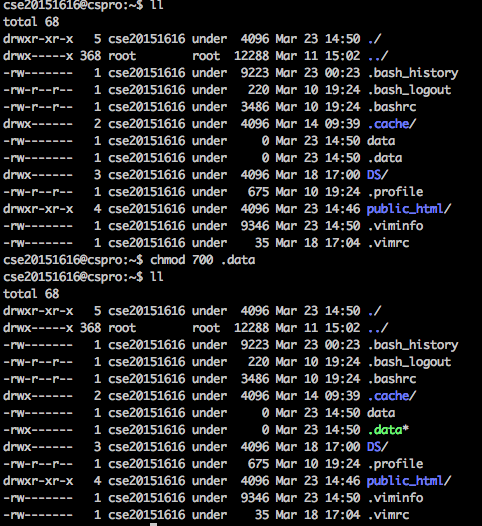 cse20151616@cspro:~$ ll
total 68
drwxr-xr-x   5 cse20151616 under  4096 Mar 23 14:50 ./
drwx-----x 368 root        root  12288 Mar 11 15:02 ../
-rw-------   1 cse20151616 under  9223 Mar 23 00:23 .bash_history
-rw-r--r--   1 cse20151616 under   220 Mar 10 19:24 .bash_logout
-rw-r--r--   1 cse20151616 under  3486 Mar 10 19:24 .bashrc
drwx------   2 cse20151616 under  4096 Mar 14 09:39 .cache/
-rw-------   1 cse20151616 under     0 Mar 23 14:50 data
-rw-------   1 cse20151616 under     0 Mar 23 14:50 .data
drwx------   3 cse20151616 under  4096 Mar 18 17:00 DS/
-rw-r--r--   1 cse20151616 under   675 Mar 10 19:24 .profile
drwxr-xr-x   4 cse20151616 under  4096 Mar 23 14:46 public_html/
-rw-------   1 cse20151616 under  9346 Mar 23 14:50 .viminfo
-rw-------   1 cse20151616 under    35 Mar 18 17:04 .vimrc
cse20151616@cspro:~$ chmod 700 .data
cse20151616@cspro:~$ ll
total 68
drwxr-xr-x   5 cse20151616 under  4096 Mar 23 14:50 ./
drwx-----x 368 root        root  12288 Mar 11 15:02 ../
-rw-------   1 cse20151616 under  9223 Mar 23 00:23 .bash_history
-rw-r--r--   1 cse20151616 under   220 Mar 10 19:24 .bash_logout
-rw-r--r--   1 cse20151616 under  3486 Mar 10 19:24 .bashrc
drwx------   2 cse20151616 under  4096 Mar 14 09:39 .cache/
-rw-------   1 cse20151616 under     0 Mar 23 14:50 data
-rwx------   1 cse20151616 under     0 Mar 23 14:50 .data*
drwx------   3 cse20151616 under  4096 Mar 18 17:00 DS/
-rw-r--r--   1 cse20151616 under   675 Mar 10 19:24 .profile
drwxr-xr-x   4 cse20151616 under  4096 Mar 23 14:46 public_html/
-rw-------   1 cse20151616 under  9346 Mar 23 14:50 .viminfo
-rw-------   1 cse20151616 under    35 Mar 18 17:04 .vimrc